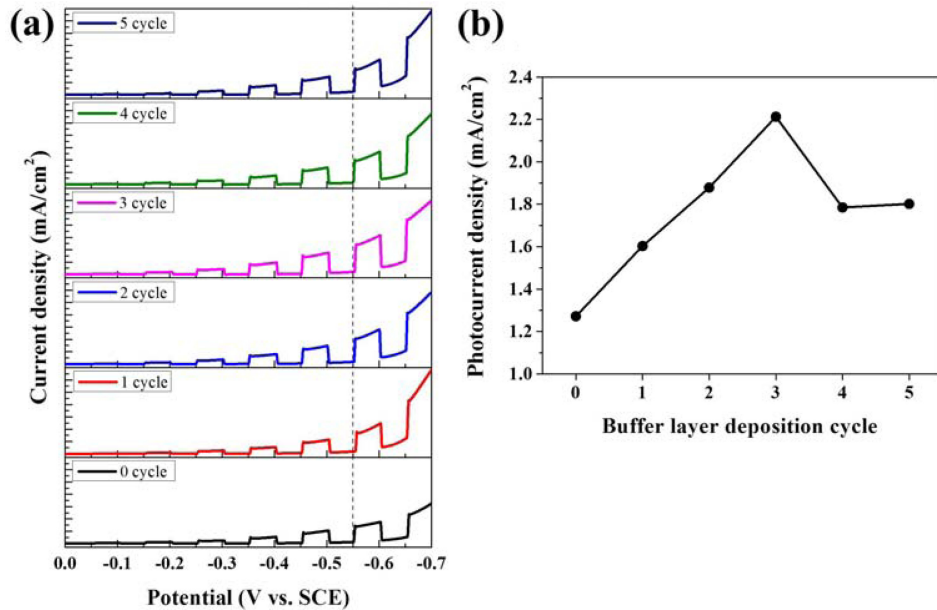 (a)
5 cycle
4 cycle
3 cycle
2 cycle
1 cycle
0 cycle
Current density (mA/cm²)
0.0 -0.1 -0.2 -0.3 -0.4 -0.5 -0.6 -0.7
Potential (V vs. SCE)
(b)
Photocurrent density (mA/cm²)
2.4
2.2
2.0
1.8
1.6
1.4
1.2
1.0
0 1 2 3 4 5
Buffer layer deposition cycle